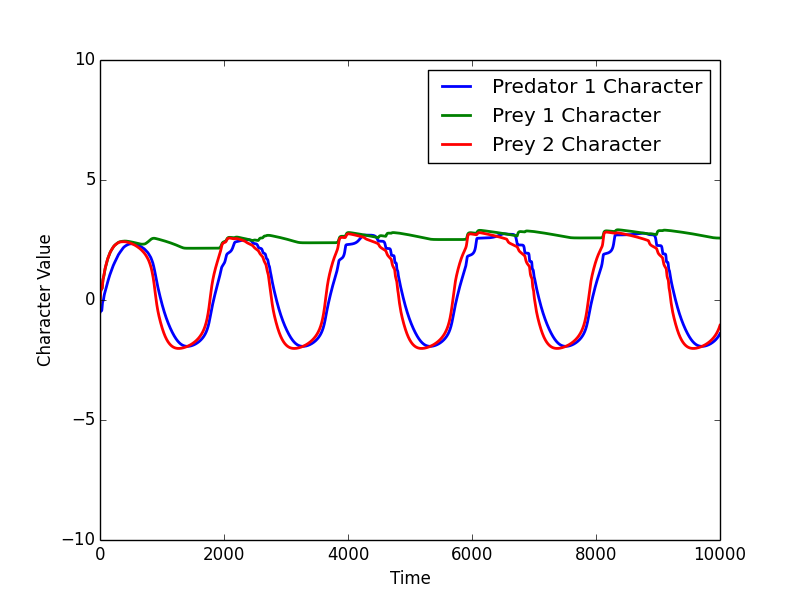 10
5
0
−5
−10
Character Value
Predator 1 Character
Prey 1 Character
Prey 2 Character
0 2000 4000 6000 8000 10000
Time